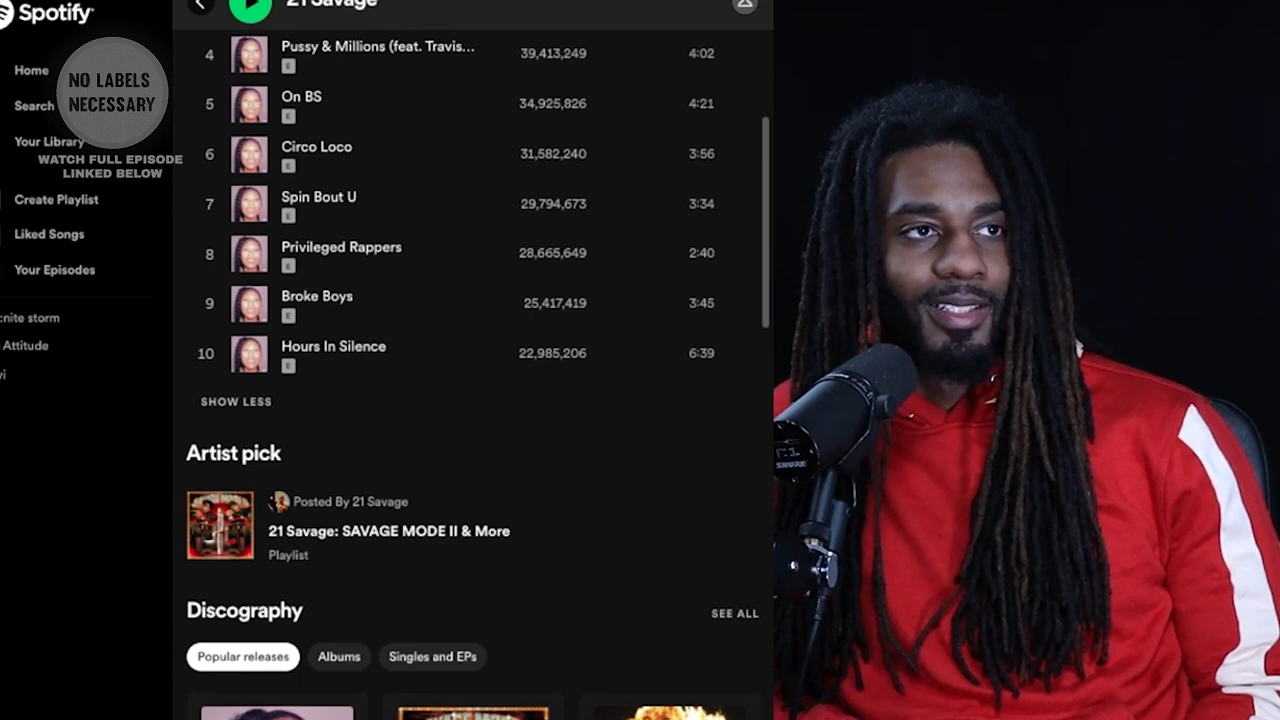 Spotify
21 Savage
Home
NO LABELS
NECESSARY
Search
Your Library
WATCH FULL EPISODE
LINKED BELOW
Create Playlist
Liked Songs
Your Episodes
:nite storm
Attitude
vi
4 Pussy & Millions (feat. Travis... 39,413,249 4:02
E
5 On BS 34,925,826 4:21
E
6 Circo Loco 31,582,240 3:56
E
7 Spin Bout U 29,794,673 3:34
E
8 Privileged Rappers 28,665,649 2:40
E
9 Broke Boys 25,417,419 3:45
E
10 Hours In Silence 22,985,206 6:39
E
SHOW LESS
Artist pick
Posted By 21 Savage
21 Savage: SAVAGE MODE II & More
Playlist
Discography SEE ALL
Popular releases Albums Singles and EPs
SHURE